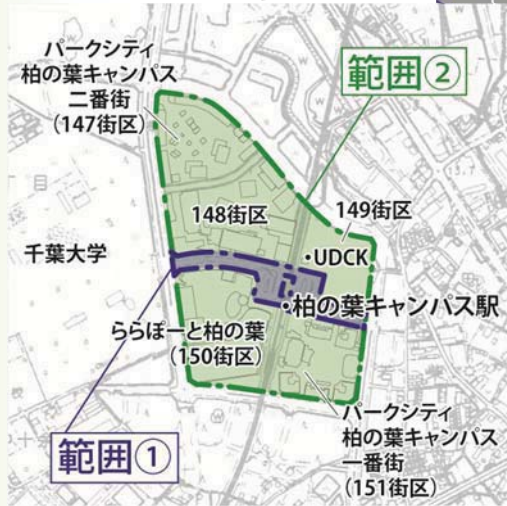 パークシティ
柏の葉キャンパス
二番街
(147街区)
範囲②
148街区
149街区
千葉大学
・UDCK
・柏の葉キャンパス駅
ららぽーと柏の葉
(150街区)
範囲①
パークシティ
柏の葉キャンパス
一番街
(151街区)